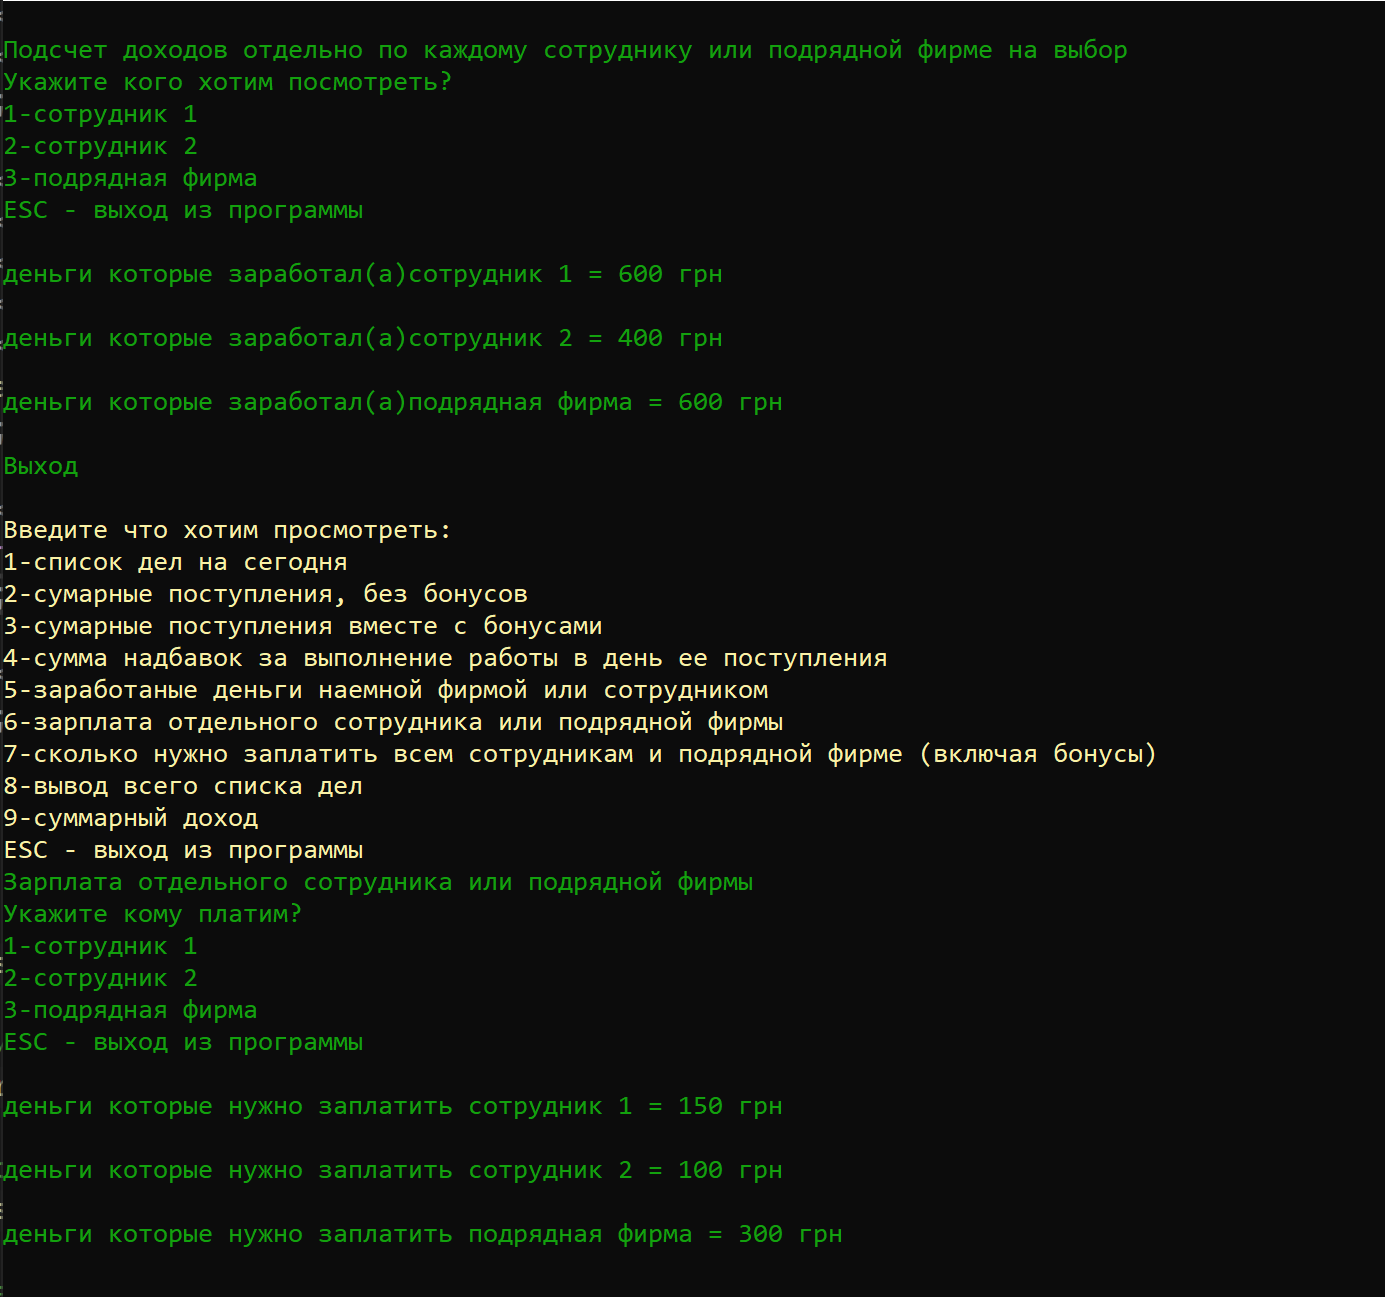 Подсчет доходов отдельно по каждому сотруднику или подрядной фирме на выбор
Укажите кого хотим посмотреть?
1-сотрудник 1
2-сотрудник 2
3-подрядная фирма
ESC - выход из программы
деньги которые заработал(а)сотрудник 1 = 600 грн
деньги которые заработал(а)сотрудник 2 = 400 грн
деньги которые заработал(а)подрядная фирма = 600 грн
Выход
Введите что хотим просмотреть:
1-список дел на сегодня
2-сумарные поступления, без бонусов
3-сумарные поступления вместе с бонусами
4-сумма надбавок за выполнение работы в день ее поступления
5-заработаные деньги наемной фирмой или сотрудником
6-зарплата отдельного сотрудника или подрядной фирмы
7-сколько нужно заплатить всем сотрудникам и подрядной фирме (включая бонусы)
8-вывод всего списка дел
9-суммарный доход
ESC - выход из программы
Зарплата отдельного сотрудника или подрядной фирмы
Укажите кому платим?
1-сотрудник 1
2-сотрудник 2
3-подрядная фирма
ESC - выход из программы
деньги которые нужно заплатить сотрудник 1 = 150 грн
деньги которые нужно заплатить сотрудник 2 = 100 грн
деньги которые нужно заплатить подрядная фирма = 300 грн